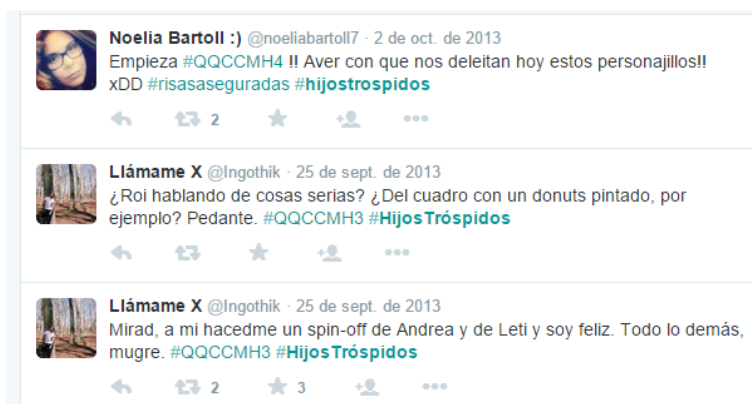 Noelia Bartoll :) @noeliabartoll7 · 2 de oct. de 2013
Empieza #QQCCMH4 !! Aver con que nos deleitan hoy estos personajillos!!
xDD #risasaseguradas #hijostrospidos
2
Llámame X @Ingothik · 25 de sept. de 2013
¿Roi hablando de cosas serias? ¿Del cuadro con un donuts pintado, por
ejemplo? Pedante. #QQCCMH3 #HijosTróspidos
Llámame X @Ingothik · 25 de sept. de 2013
Mirad, a mi hacedme un spin-off de Andrea y de Leti y soy feliz. Todo lo demás,
mugre. #QQCCMH3 #HijosTróspidos
2 3